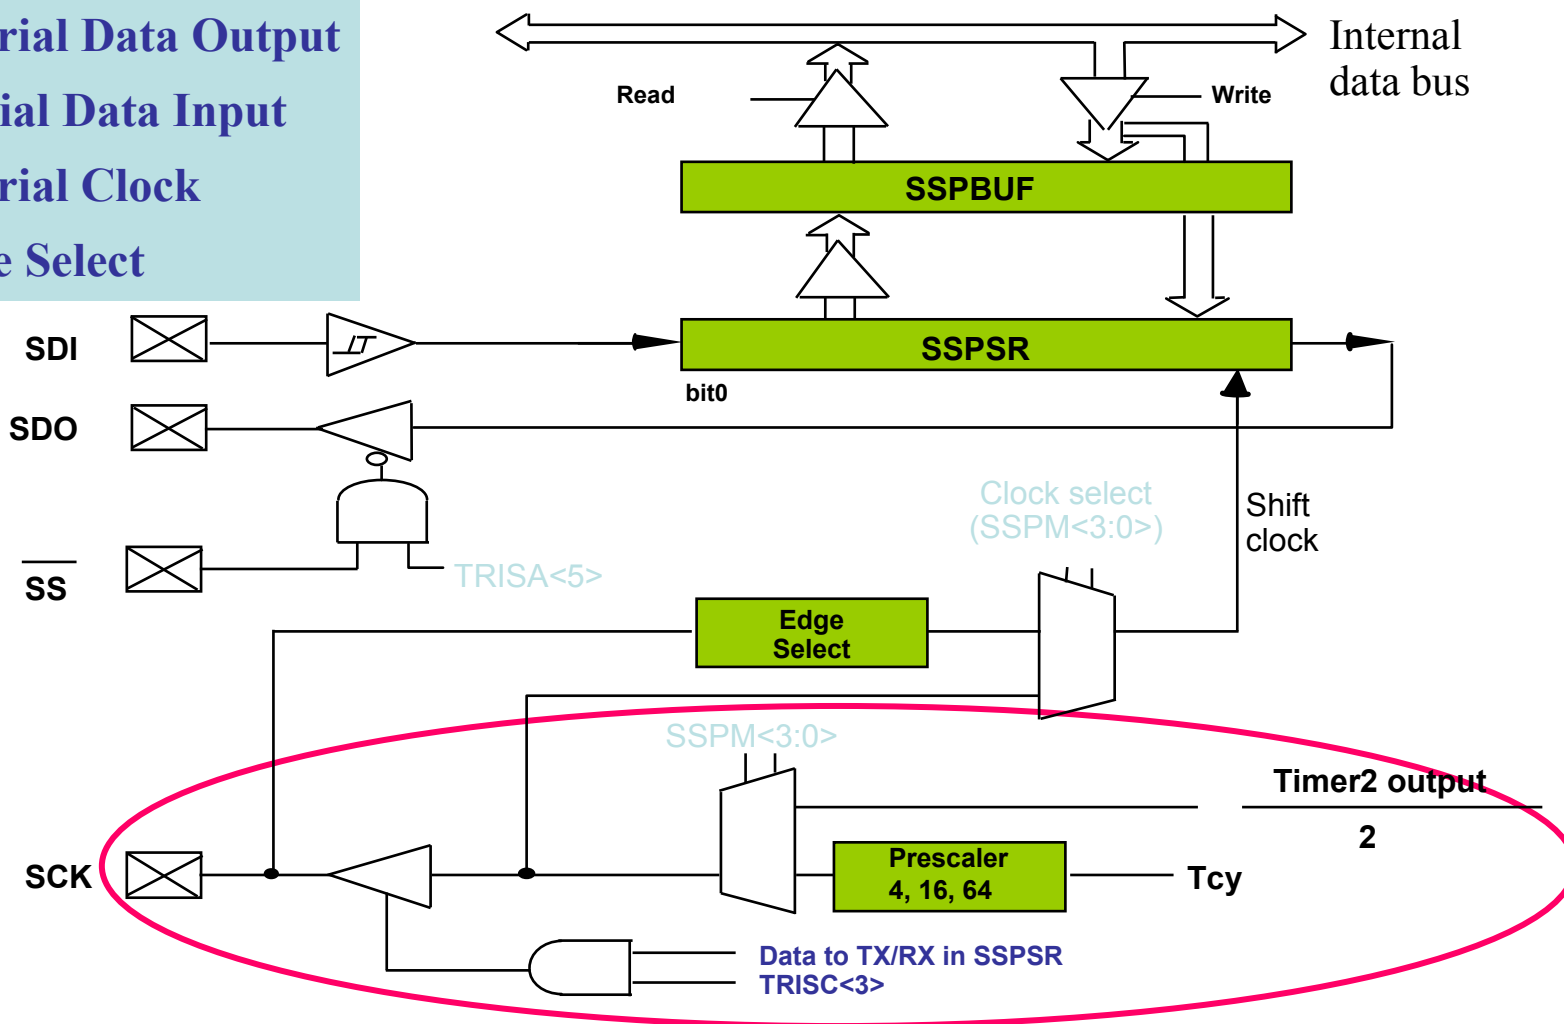 rial Data Output
ial Data Input
rial Clock
e Select
Internal
data bus
Read
Write
SSPBUF
SDI
SSPSR
bit0
SDO
Clock select
(SSPM<3:0>)
Shift
clock
SS
TRISA<5>
Edge
Select
SSPM<3:0>
Timer2 output
2
SCK
Prescaler
4, 16, 64
Tcy
Data to TX/RX in SSPSR
TRISC<3>